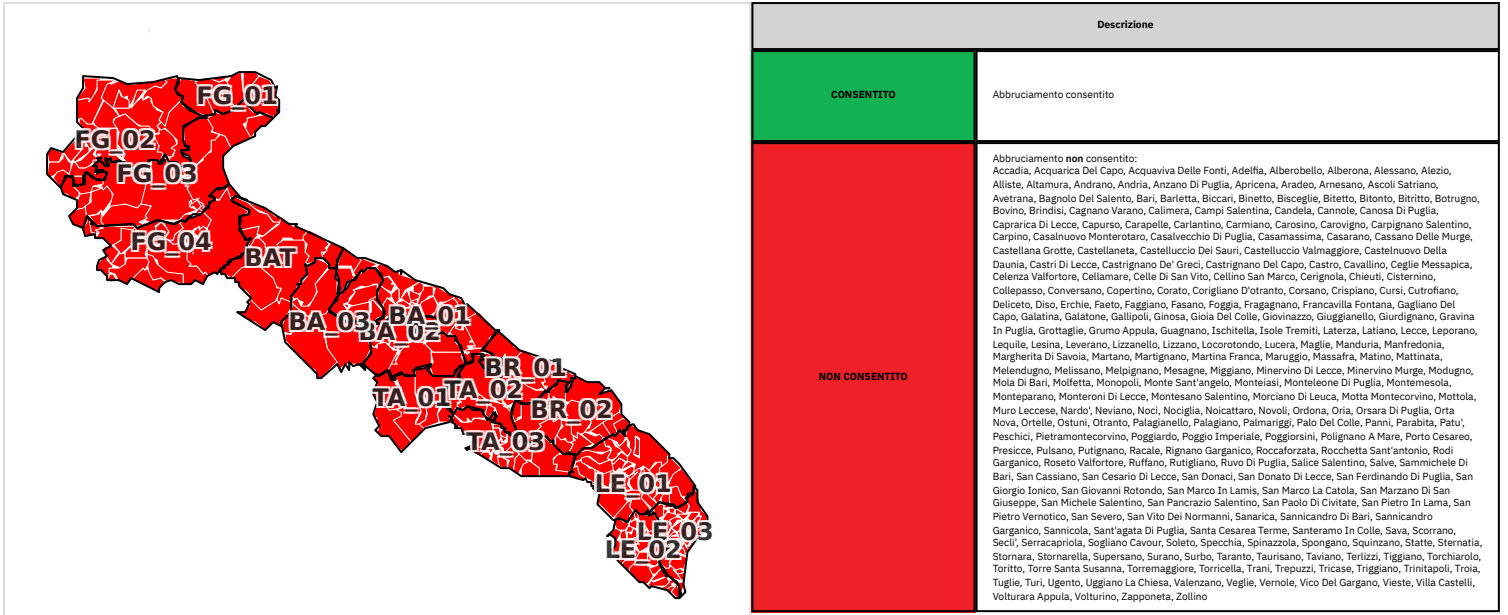 FG_01
FG_02
FG_03
FG_04
BAT
BA_03
BA_01
BA_02
BR_01
TA_01
TA_02
BR_02
TA_03
LE_01
LE_03
LE_02
Descrizione
CONSENTITO
Abbruciamento consentito
NON CONSENTITO
Abbruciamento non consentito:
Accadia, Acquarica Del Capo, Acquaviva Delle Fonti, Adelfia, Alberobello, Alberona, Alessano, Alezio,
Alliste, Altamura, Andrano, Andria, Anzano Di Puglia, Apricena, Aradeo, Arnesano, Ascoli Satriano,
Avetrana, Bagnolo Del Salento, Bari, Barletta, Biccari, Binetto, Bisceglie, Bitetto, Bitonto, Bitritto, Botrugno,
Bovino, Brindisi, Cagnano Varano, Calimera, Campi Salentina, Candela, Cannole, Canosa Di Puglia,
Caprarica Di Lecce, Capurso, Carapelle, Carlantino, Carmiano, Carosino, Carovigno, Carpignano Salentino,
Carpino, Casalnuovo Monterotaro, Casalvecchio Di Puglia, Casamassima, Casarano, Cassano Delle Murge,
Castellana Grotte, Castellaneta, Castelluccio Dei Sauri, Castelluccio Valmaggiore, Castelnuovo Della
Daunia, Castri Di Lecce, Castrignano De' Greci, Castrignano Del Capo, Castro, Cavallino, Ceglie Messapica,
Celenza Valfortore, Cellamare, Celle Di San Vito, Cellino San Marco, Cerignola, Chieuti, Cisternino,
Collepasso, Conversano, Copertino, Corato, Corigliano D'otranto, Corsano, Crispiano, Cursi, Cutrofiano,
Deliceto, Diso, Erchie, Faeto, Faggiano, Fasano, Foggia, Fragagnano, Francavilla Fontana, Gagliano Del
Capo, Galatina, Galatone, Gallipoli, Ginosa, Gioia Del Colle, Giovinazzo, Giuggianello, Giurdignano, Gravina
In Puglia, Grottaglie, Grumo Appula, Guagnano, Ischitella, Isole Tremiti, Laterza, Latiano, Lecce, Leporano,
Lequile, Lesina, Leverano, Lizzanello, Lizzano, Locorotondo, Lucera, Maglie, Manduria, Manfredonia,
Margherita Di Savoia, Martano, Martignano, Martina Franca, Maruggio, Massafra, Matino, Mattinata,
Melendugno, Melissano, Melpignano, Mesagne, Miggiano, Minervino Di Lecce, Minervino Murge, Modugno,
Mola Di Bari, Molfetta, Monopoli, Monte Sant'angelo, Monteiasi, Monteleone Di Puglia, Montemesola,
Monteparano, Monteroni Di Lecce, Montesano Salentino, Morciano Di Leuca, Motta Montecorvino, Mottola,
Muro Leccese, Nardo', Neviano, Noci, Nociglia, Noicattaro, Novoli, Ordona, Oria, Orsara Di Puglia, Orta
Nova, Ortelle, Ostuni, Otranto, Palagianello, Palagiano, Palmariggi, Palo Del Colle, Panni, Parabita, Patu',
Peschici, Pietramontecorvino, Poggiardo, Poggio Imperiale, Poggiorsini, Polignano A Mare, Porto Cesareo,
Presicce, Pulsano, Putignano, Racale, Rignano Garganico, Roccaforzata, Rocchetta Sant'antonio, Rodi
Garganico, Roseto Valfortore, Ruffano, Rutigliano, Ruvo Di Puglia, Salice Salentino, Salve, Sammichele Di
Bari, San Cassiano, San Cesario Di Lecce, San Donaci, San Donato Di Lecce, San Ferdinando Di Puglia, San
Giorgio Ionico, San Giovanni Rotondo, San Marco In Lamis, San Marco La Catola, San Marzano Di San
Giuseppe, San Michele Salentino, San Pancrazio Salentino, San Paolo Di Civitate, San Pietro In Lama, San
Pietro Vernotico, San Severo, San Vito Dei Normanni, Sanarica, Sannicandro Di Bari, Sannicandro
Garganico, Sannicola, Sant'agata Di Puglia, Santa Cesarea Terme, Santeramo In Colle, Sava, Scorrano,
Secli', Serracapriola, Sogliano Cavour, Soleto, Specchia, Spinazzola, Spongano, Squinzano, Statte, Sternatia,
Stornara, Stornarella, Supersano, Surano, Surbo, Taranto, Taurisano, Taviano, Terlizzi, Tiggiano, Torchiarolo,
Toritto, Torre Santa Susanna, Torremaggiore, Torricella, Trani, Trepuzzi, Tricase, Triggiano, Trinitapoli, Troia,
Tuglie, Turi, Ugento, Uggiano La Chiesa, Valenzano, Veglie, Vernole, Vico Del Gargano, Vieste, Villa Castelli,
Volturara Appula, Volturino, Zapponeta, Zollino